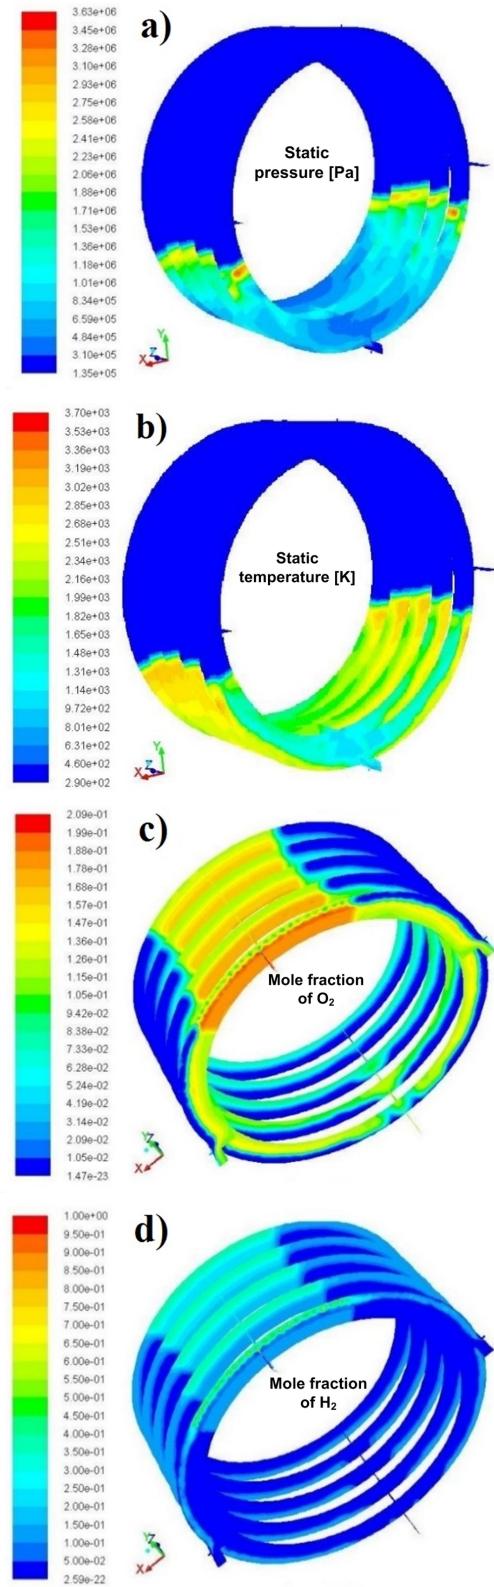 a)
3.63e+06
3.45e+06
3.28e+06
3.10e+06
2.93e+06
2.75e+06
2.58e+06
2.41e+06
2.23e+06
2.06e+06
1.88e+06
1.71e+06
1.53e+06
1.36e+06
1.18e+06
1.01e+06
8.34e+05
6.59e+05
4.84e+05
3.10e+05
1.35e+05
Static
pressure [Pa]
Y
Z
X
b)
3.70e+03
3.53e+03
3.36e+03
3.19e+03
3.02e+03
2.85e+03
2.68e+03
2.51e+03
2.34e+03
2.16e+03
1.99e+03
1.82e+03
1.65e+03
1.48e+03
1.31e+03
1.14e+03
9.72e+02
8.01e+02
6.31e+02
4.60e+02
2.90e+02
Static
temperature [K]
Y
Z
X
c)
2.09e-01
1.99e-01
1.88e-01
1.78e-01
1.68e-01
1.57e-01
1.47e-01
1.36e-01
1.26e-01
1.15e-01
1.05e-01
9.42e-02
8.38e-02
7.33e-02
6.28e-02
5.24e-02
4.19e-02
3.14e-02
2.09e-02
1.05e-02
1.47e-23
Mole fraction
of O₂
Y
Z
X
d)
1.00e+00
9.50e-01
9.00e-01
8.50e-01
8.00e-01
7.50e-01
7.00e-01
6.50e-01
6.00e-01
5.50e-01
5.00e-01
4.50e-01
4.00e-01
3.50e-01
3.00e-01
2.50e-01
2.00e-01
1.50e-01
1.00e-01
5.00e-02
2.59e-22
Mole fraction
of H₂
Y
Z
X